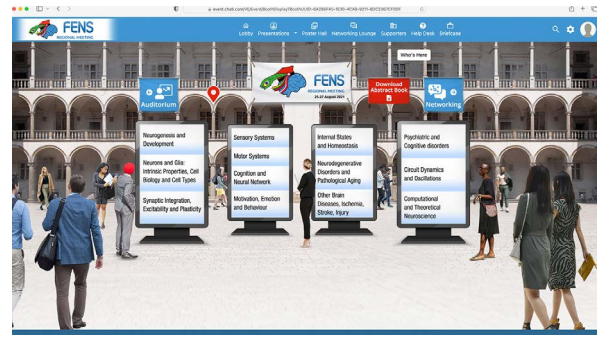 FENS
REGIONAL MEETING
Lobby
Presentations
Poster Hall
Networking Lounge
Supporters
Help Desk
Briefcase
Who's Here
Auditorium
FENS
REGIONAL MEETING
25-27 August 2021
Download
Abstract Book
Networking
Neurogenesis and
Development
Neurons and Glia:
Intrinsic Properties, Cell
Biology and Cell Types
Synaptic Integration,
Excitability and Plasticity
Sensory Systems
Motor Systems
Cognition and
Neural Network
Motivation, Emotion
and Behaviour
Internal States
and Homeostasis
Neurodegenerative
Disorders and
Pathological Aging
Other Brain
Diseases, Ischemia,
Stroke, Injury
Psychiatric and
Cognitive disorders
Circuit Dynamics
and Oscillations
Computational
and Theoretical
Neuroscience